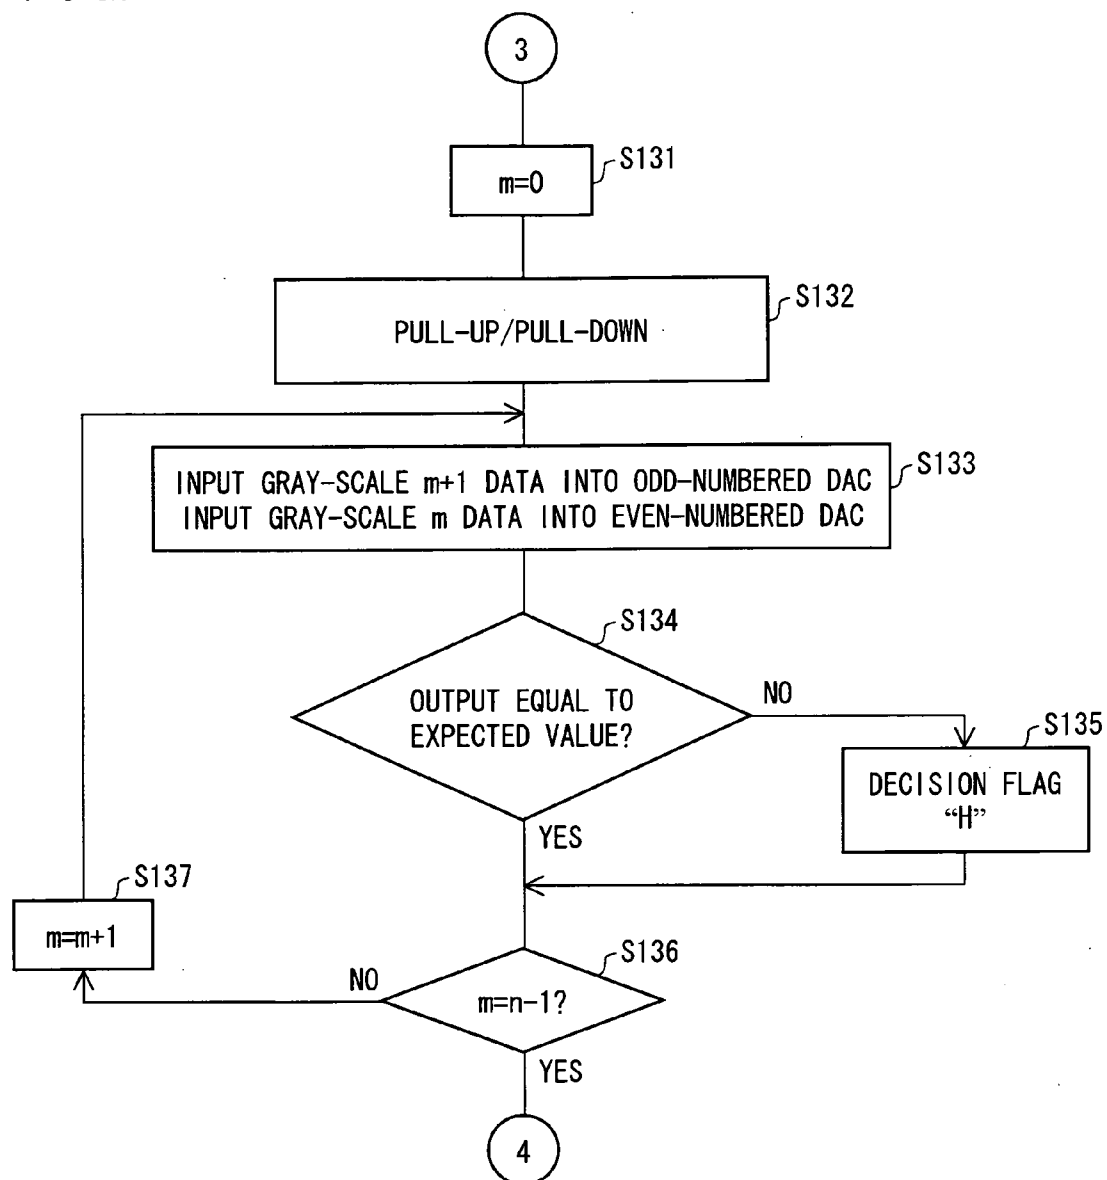 3
S131
m=0
S132
PULL-UP/PULL-DOWN
S133
INPUT GRAY-SCALE m+1 DATA INTO ODD-NUMBERED DAC
INPUT GRAY-SCALE m DATA INTO EVEN-NUMBERED DAC
S134
OUTPUT EQUAL TO
EXPECTED VALUE?
NO
S135
DECISION FLAG
“H”
YES
S137
m=m+1
S136
NO
m=n-1?
YES
4